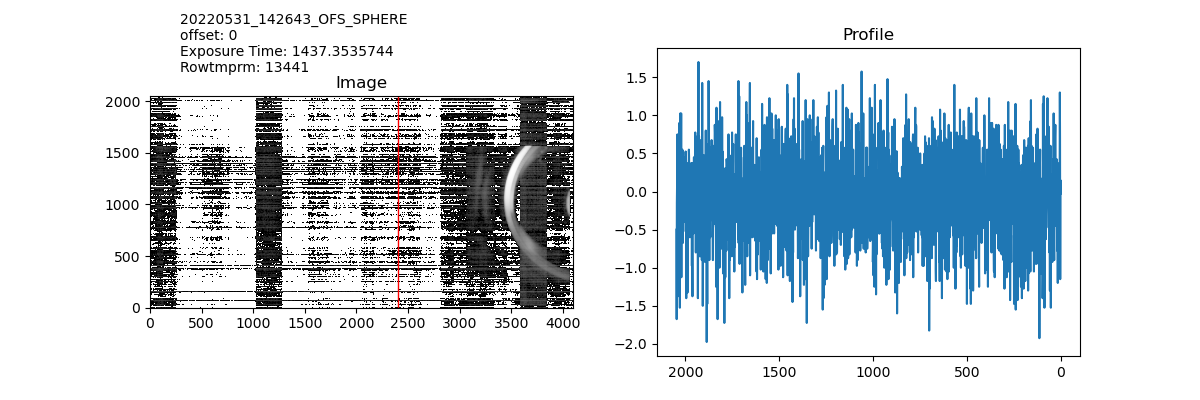 20220531_142643_OFS_SPHERE
offset: 0
Exposure Time: 1437.3535744
Rowtmprm: 13441
Image
2000
1500
1000
500
0
0 500 1000 1500 2000 2500 3000 3500 4000
Profile
1.5
1.0
0.5
0.0
−0.5
−1.0
−1.5
−2.0
2000 1500 1000 500 0